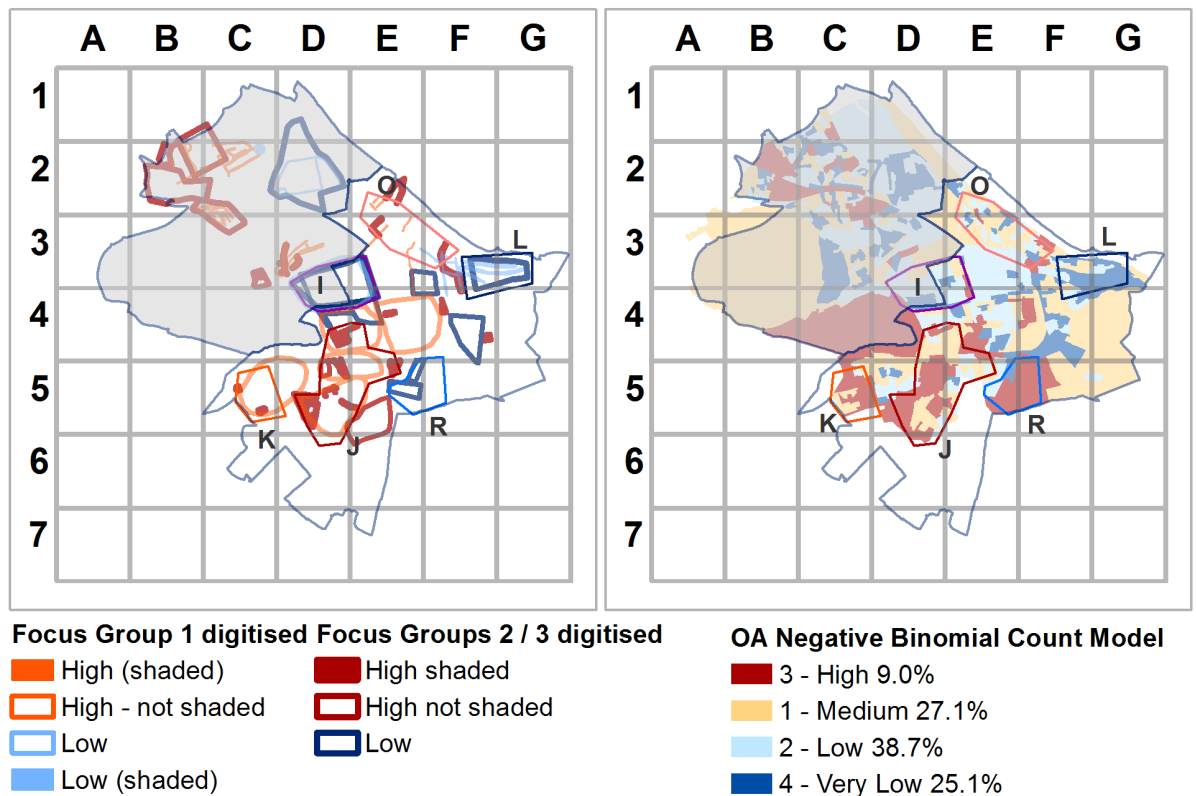 A B C D E F G
1
2
3
4
5
6
7
O
L
I
R
K
J
A B C D E F G
1
2
3
4
5
6
7
O
L
I
K
R
J
Focus Group 1 digitised
High (shaded)
High - not shaded
Low
Low (shaded)
Focus Groups 2 / 3 digitised
High shaded
High not shaded
Low
OA Negative Binomial Count Model
3 - High 9.0%
1 - Medium 27.1%
2 - Low 38.7%
4 - Very Low 25.1%